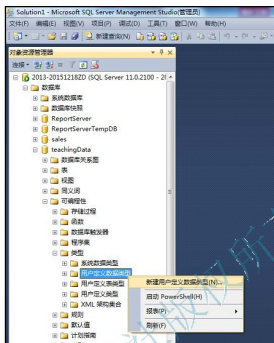 Solution1 - Microsoft SQL Server Management Studio(管理员)
文件(F) 编辑(E) 视图(V) 项目(P) 调试(D) 工具(T) 窗口(W) 帮助(H)
新建查询(N)
对象资源管理器
连接
2013-20151218ZD (SQL Server 11.0.2100 - 20
数据库
系统数据库
数据库快照
ReportServer
ReportServerTempDB
sales
teachingData
数据库关系图
表
视图
同义词
可编程性
存储过程
函数
数据库触发器
程序集
类型
系统数据类型
用户定义数据类型
新建用户定义数据类型(N)...
用户定义表类型
启动 PowerShell(H)
用户定义类型
XML 架构集合
报表(P)
规则
刷新(F)
默认值
计划指南